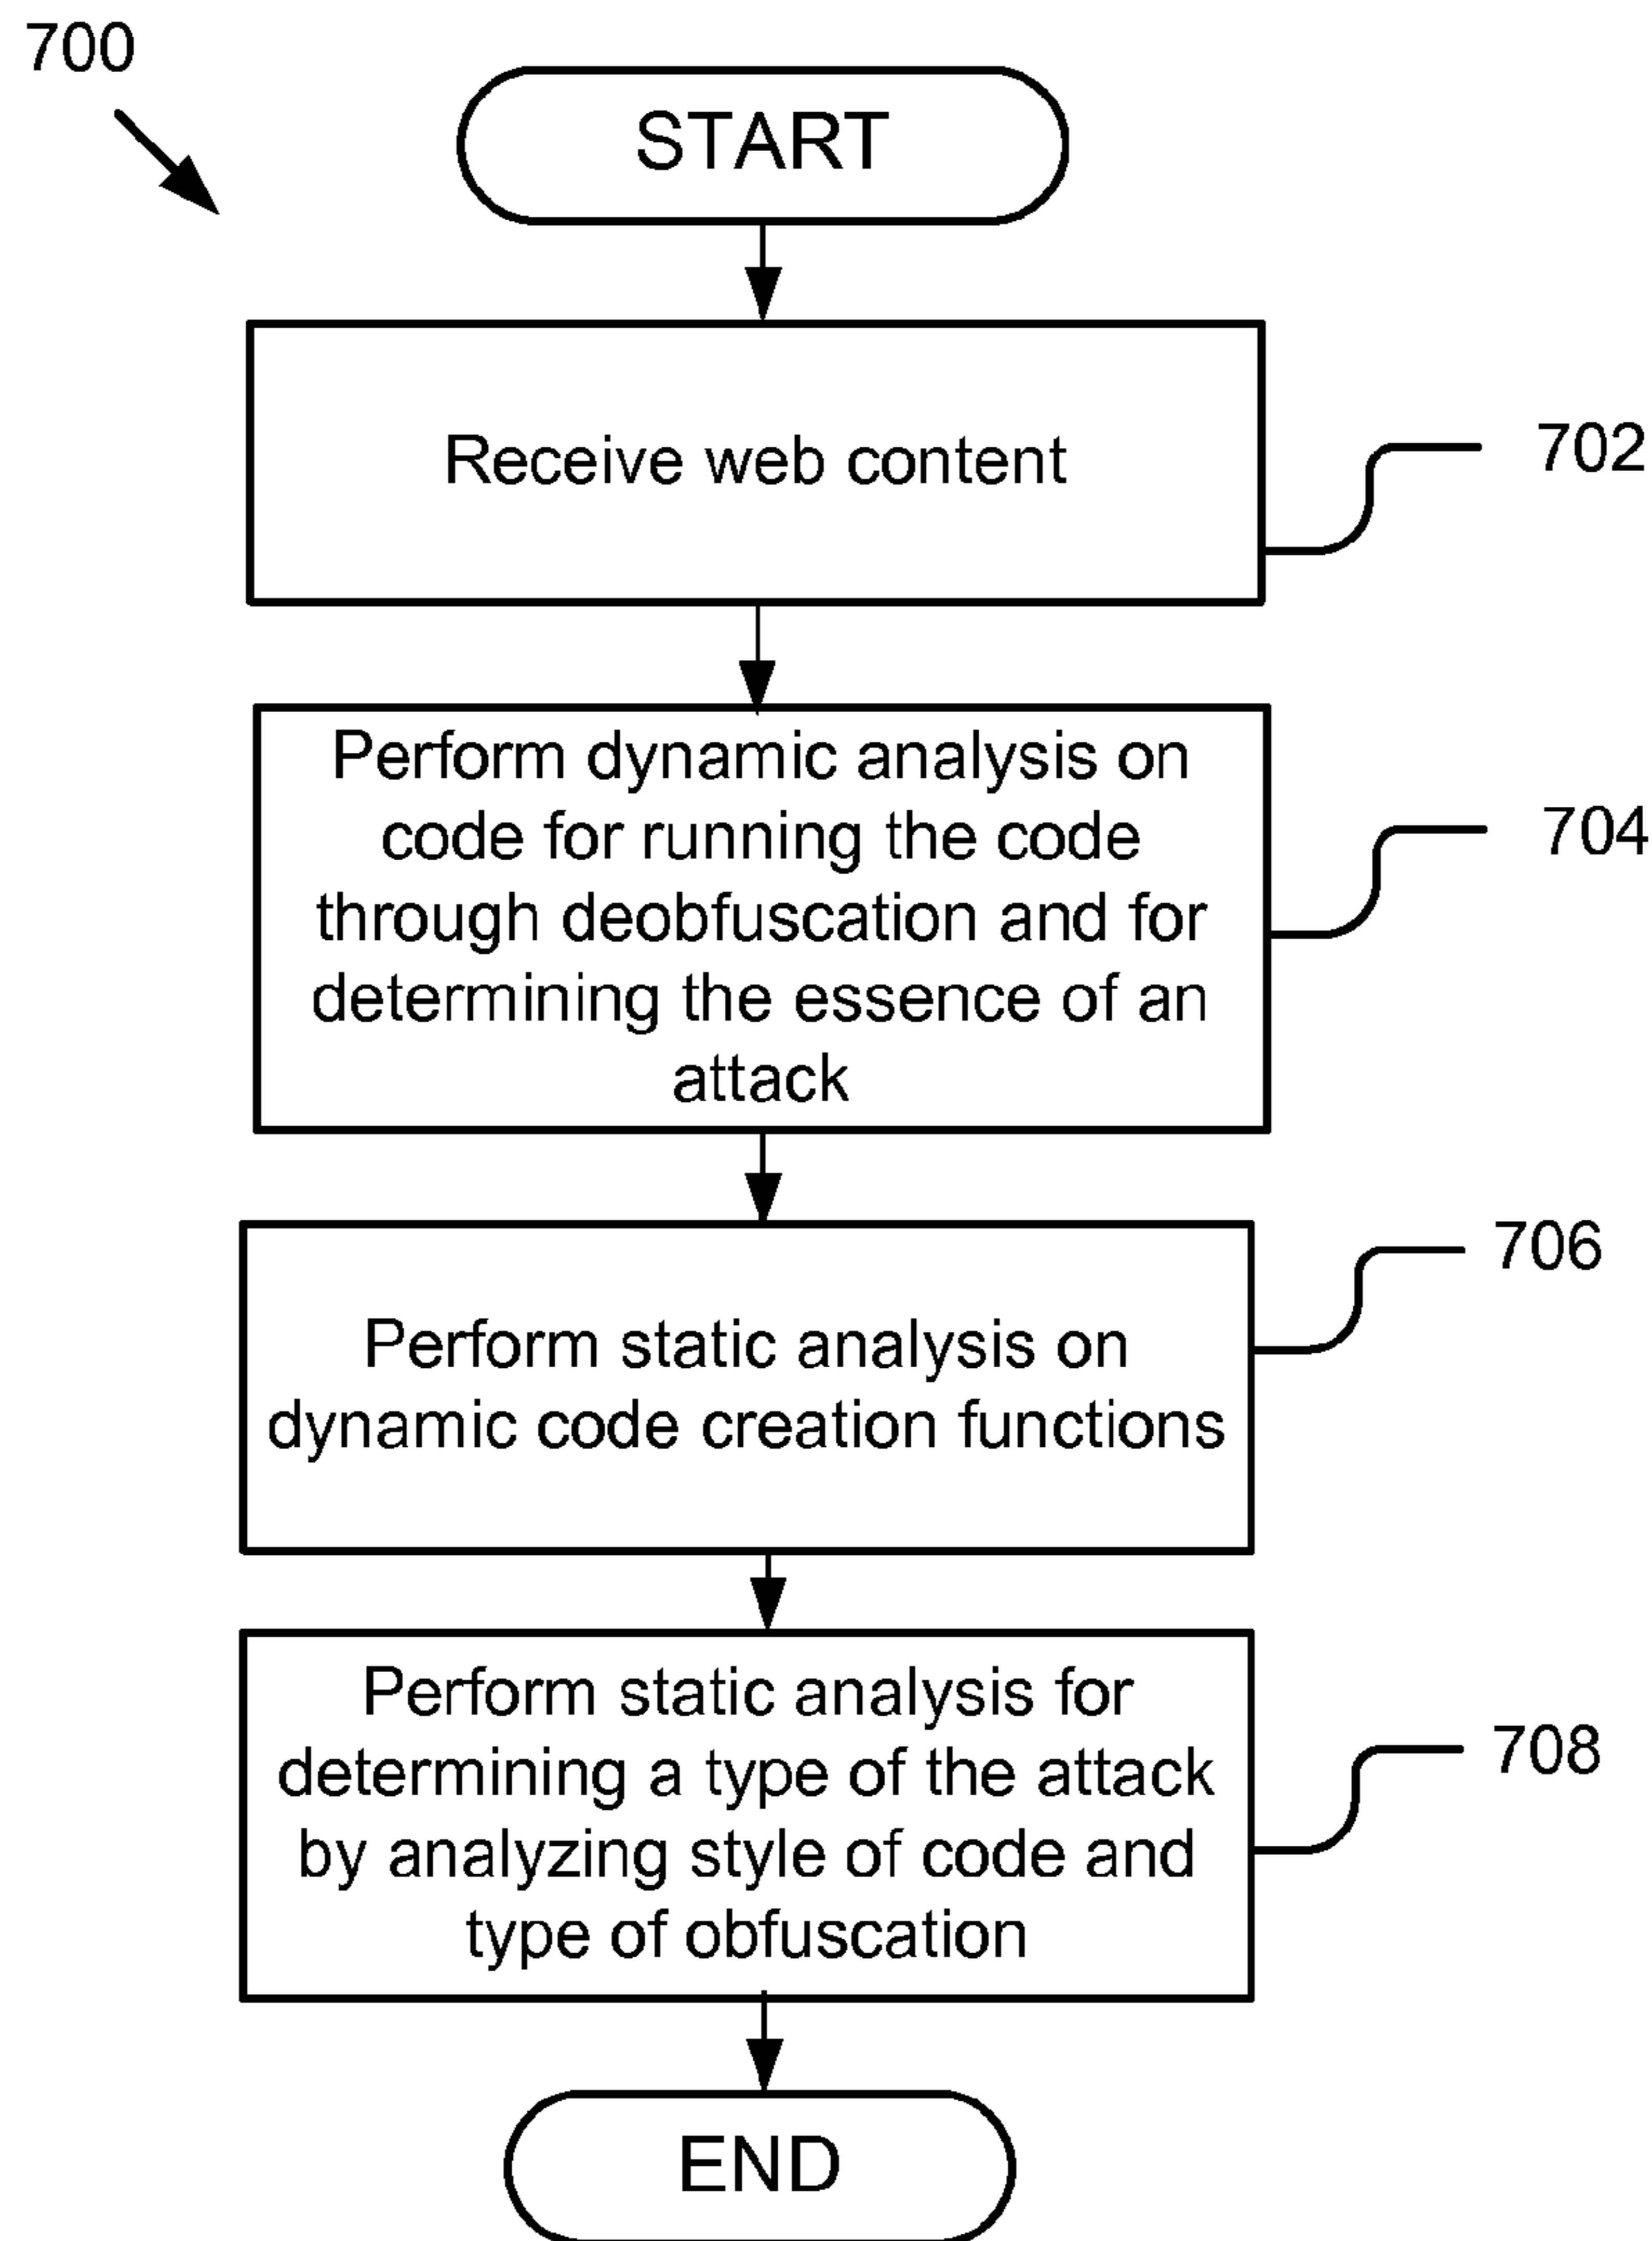 700
START
Receive web content
702
Perform dynamic analysis on
code for running the code
through deobfuscation and for
determining the essence of an
attack
704
Perform static analysis on
dynamic code creation functions
706
Perform static analysis for
determining a type of the attack
by analyzing style of code and
type of obfuscation
708
END